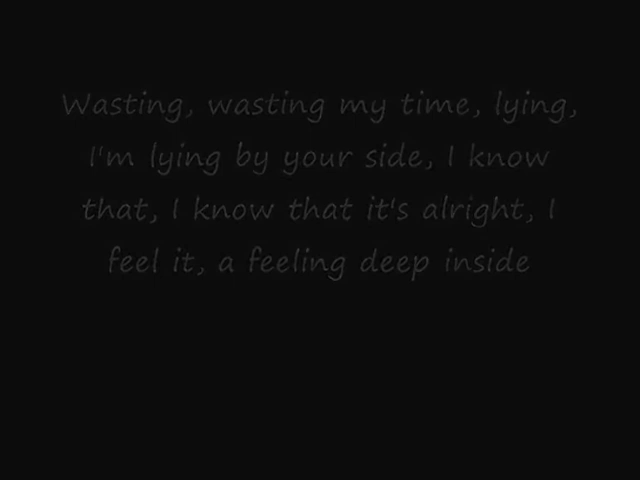 Wasting, wasting my time, lying,
I'm lying by your side, I know
that, I know that it's alright, I
feel it, a feeling deep inside